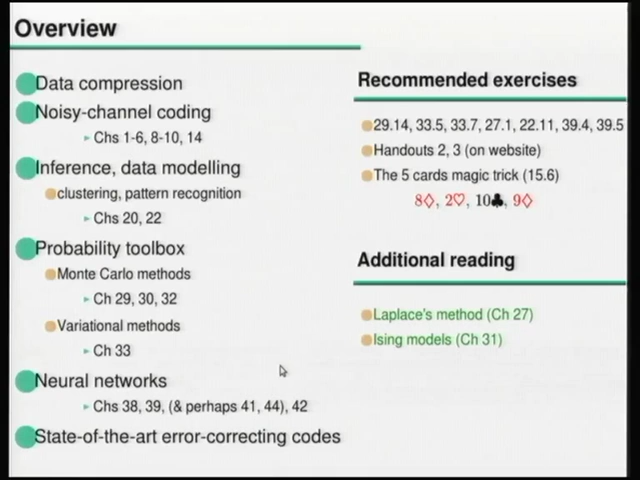 Overview
Data compression
Noisy-channel coding
Chs 1-6, 8-10, 14
Inference, data modelling
clustering, pattern recognition
Chs 20, 22
Probability toolbox
Monte Carlo methods
Ch 29, 30, 32
Variational methods
Ch 33
Neural networks
Chs 38, 39, (& perhaps 41, 44), 42
State-of-the-art error-correcting codes
Recommended exercises
29.14, 33.5, 33.7, 27.1, 22.11, 39.4, 39.5
Handouts 2, 3 (on website)
The 5 cards magic trick (15.6)
8♢, 2♡, 10♣, 9♢
Additional reading
Laplace's method (Ch 27)
Ising models (Ch 31)